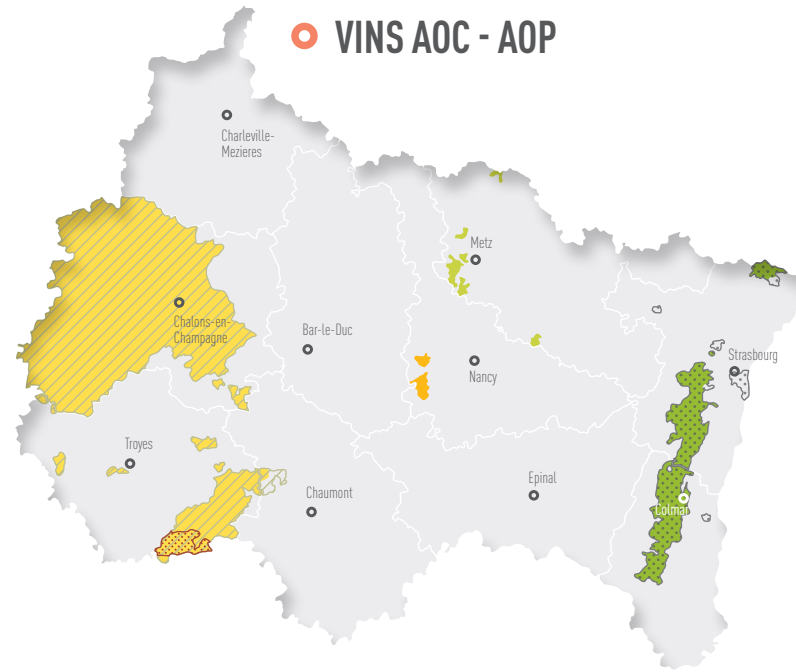 VINS AOC - AOP
Charleville-
Mezieres
Metz
Chalons-en-
Champagne
Bar-le-Duc
Nancy
Strasbourg
Troyes
Chaumont
Epinal
Colmar